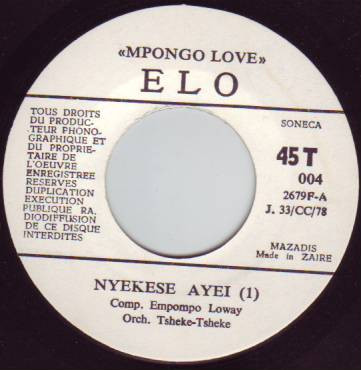 «MPONGO LOVE»
ELO
TOUS DROITS
DU PRODUC-
TEUR PHONO-
GRAPHIQUE ET
DU PROPRIE-
TAIRE DE
L'OEUVRE
ENREGISTREE
RESERVES
DUPLICATION
EXECUTION
PUBLIQUE RA.
DIODIFFUSION
DE CE DISQUE
INTERDITES
SONECA
45 T
004
2679F-A
J. 33/CC/78
MAZADIS
Made in ZAIRE
NYEKESE AYEI (1)
Comp. Empompo Loway
Orch. Tsheke-Tsheke